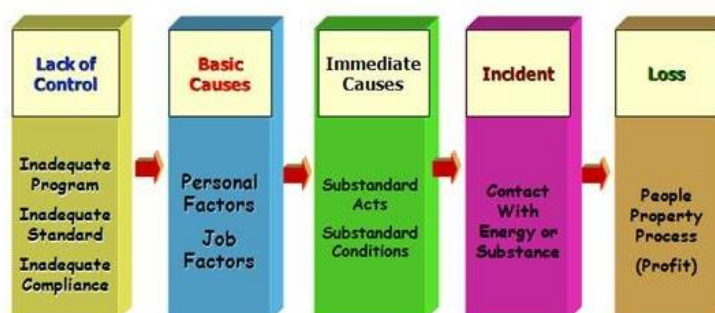 Lack of
Control
Inadequate
Program
Inadequate
Standard
Inadequate
Compliance
Basic
Causes
Personal
Factors
Job
Factors
Immediate
Causes
Substandard
Acts
Substandard
Conditions
Incident
Contact
With
Energy or
Substance
Loss
People
Property
Process
(Profit)